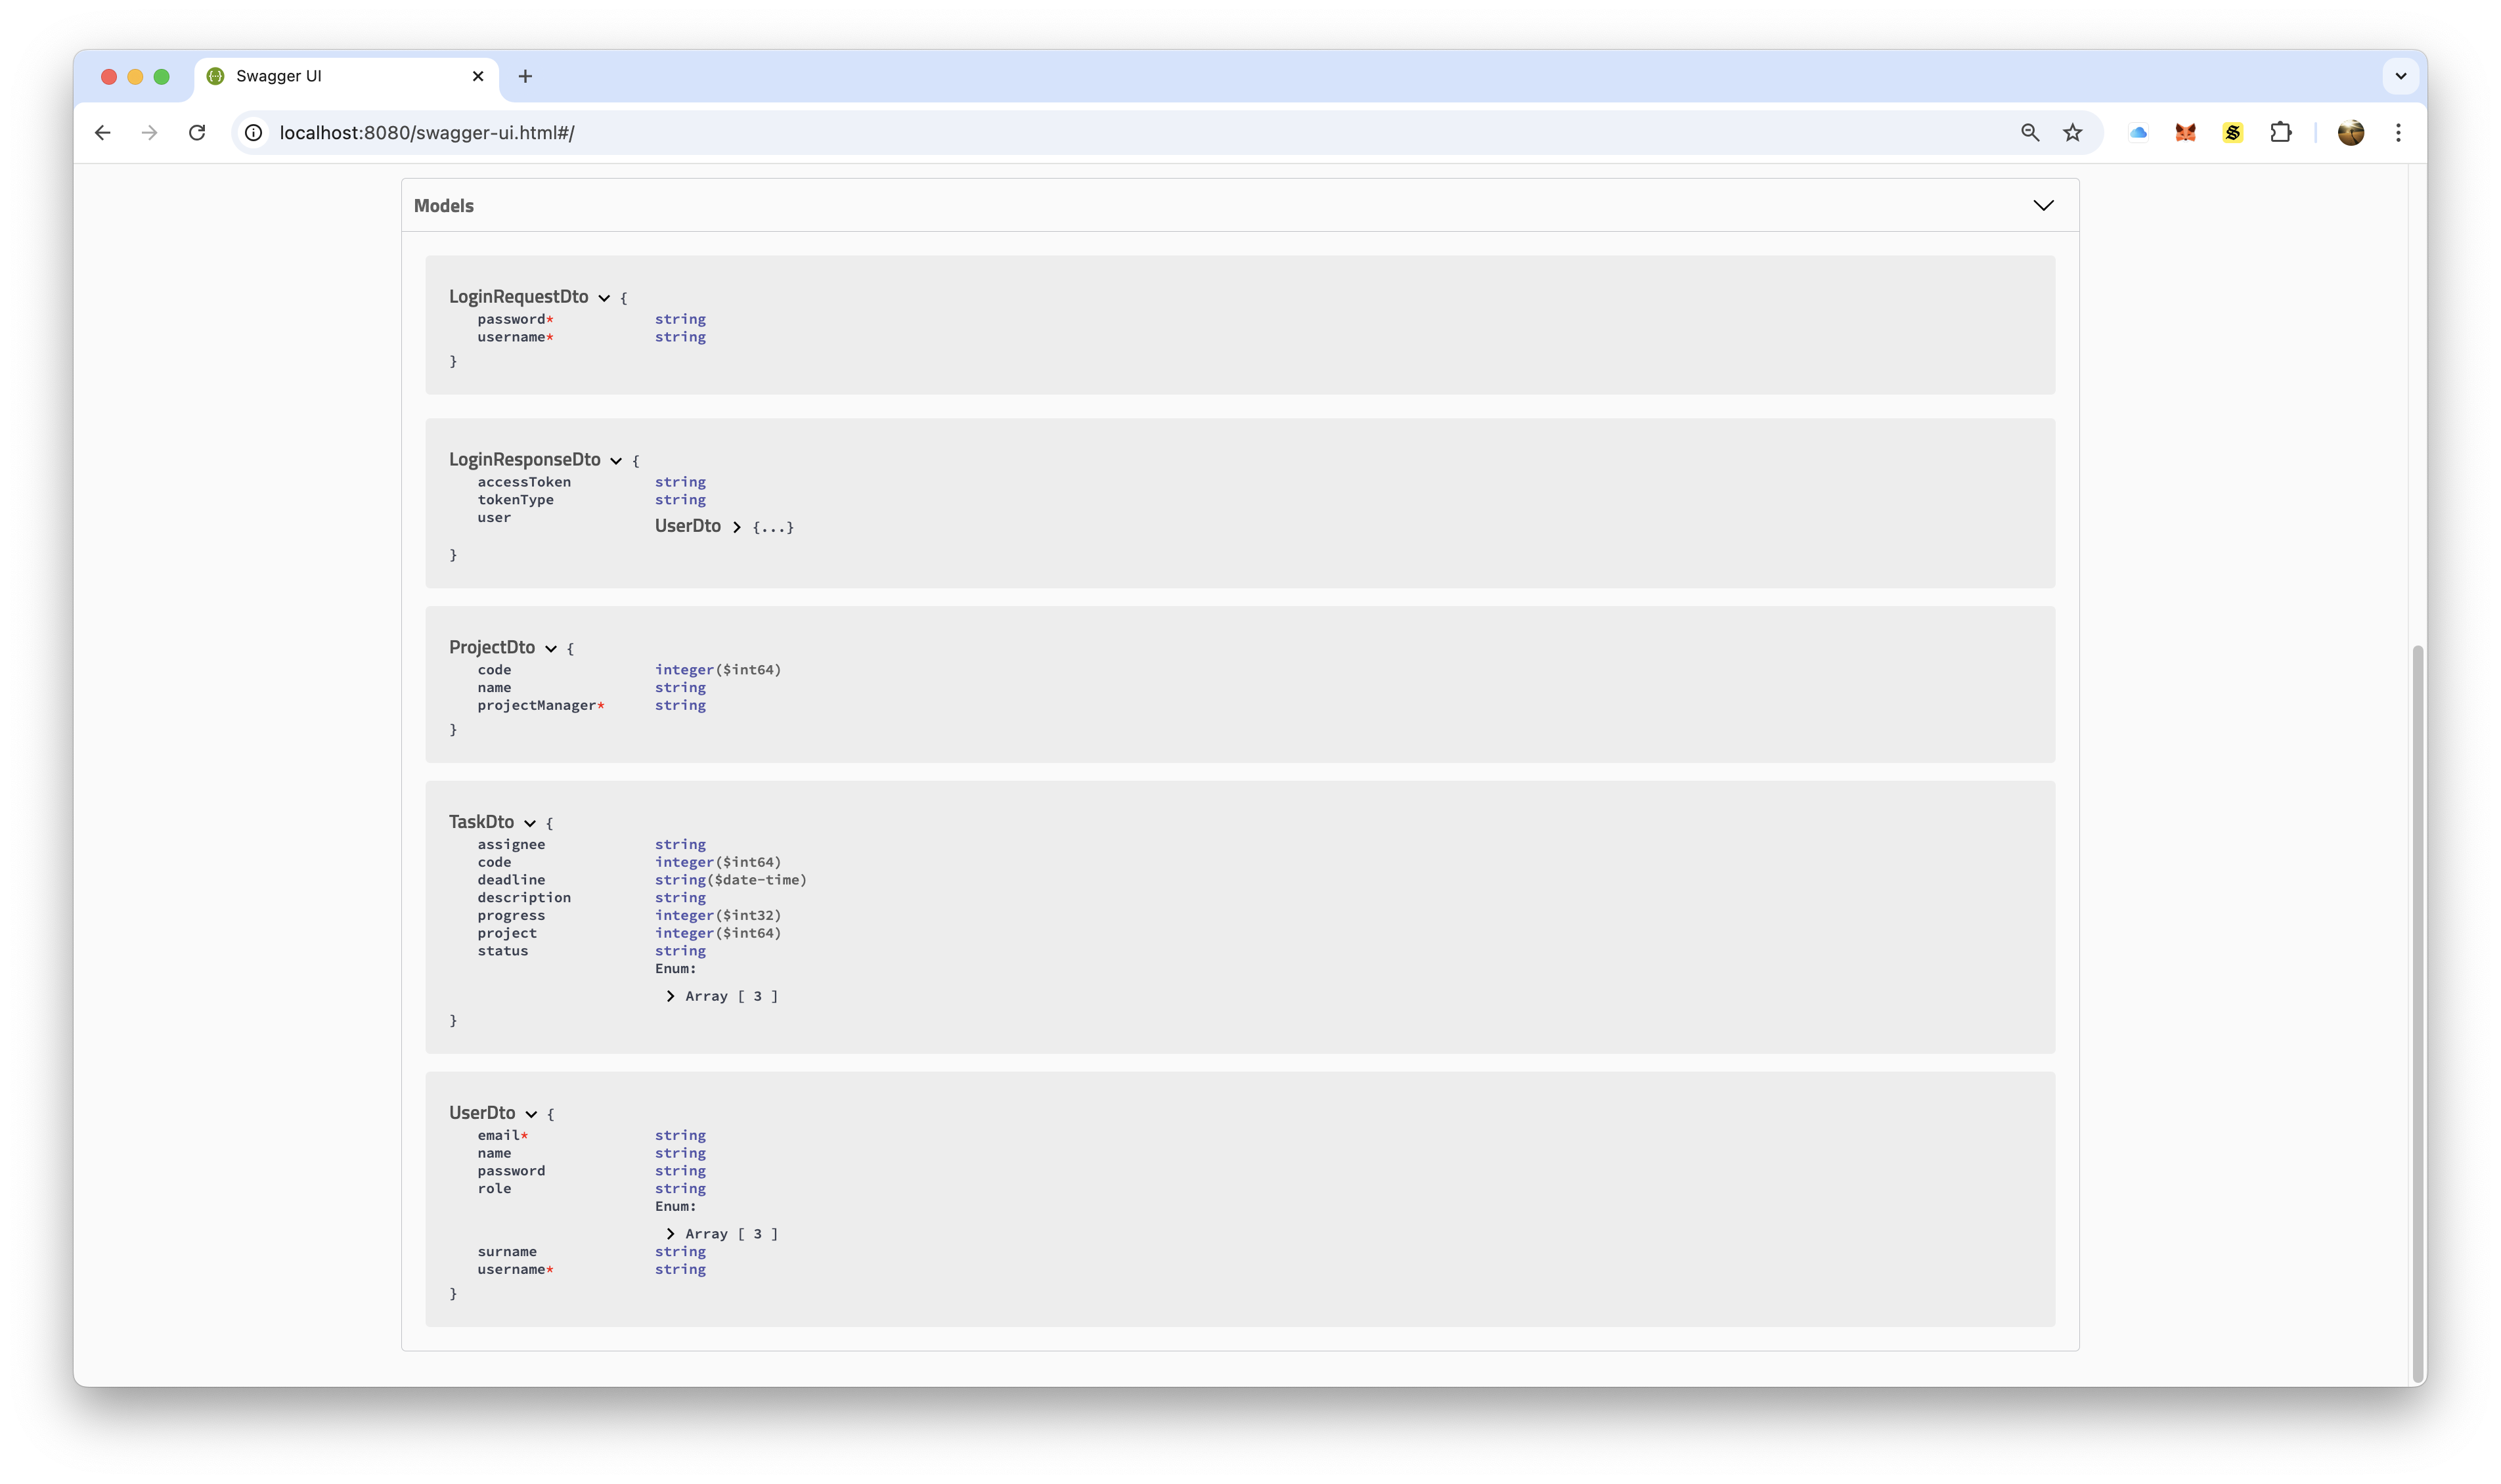 Swagger UI
localhost:8080/swagger-ui.html#/
Models
LoginRequestDto {
password* string
username* string
}
LoginResponseDto {
accessToken string
tokenType string
user
UserDto {...}
}
ProjectDto {
code integer($int64)
name string
projectManager* string
}
TaskDto {
assignee string
code integer($int64)
deadline string($date-time)
description string
progress integer($int32)
project integer($int64)
status string
Enum:
Array [ 3 ]
}
UserDto {
email* string
name string
password string
role string
Enum:
Array [ 3 ]
surname string
username* string
}